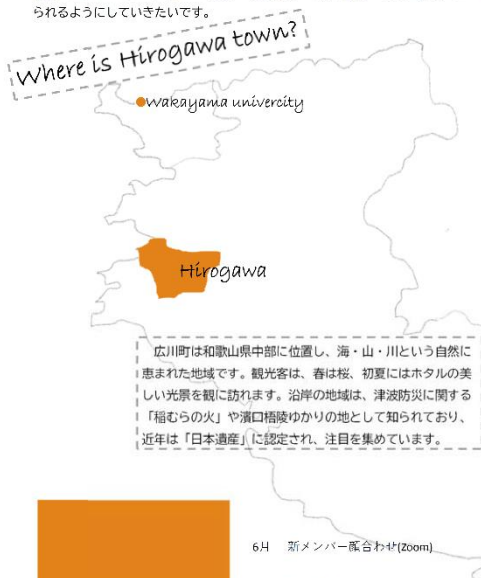 られるようにしていきたいです。
Where is Hirogawa town?
Wakayama univercity
Hirogawa
広川町は和歌山県中部に位置し、海・山・川という自然に
恵まれた地域です。観光客は、春は桜、初夏にはホタルの美
しい光景を観に訪れます。沿岸の地域は、津波防災に関する
「稲むらの火」や濱口梧陵ゆかりの地として知られており、
近年は「日本遺産」に認定され、注目を集めています。
6月 新メンバー顔合わせ(Zoom)